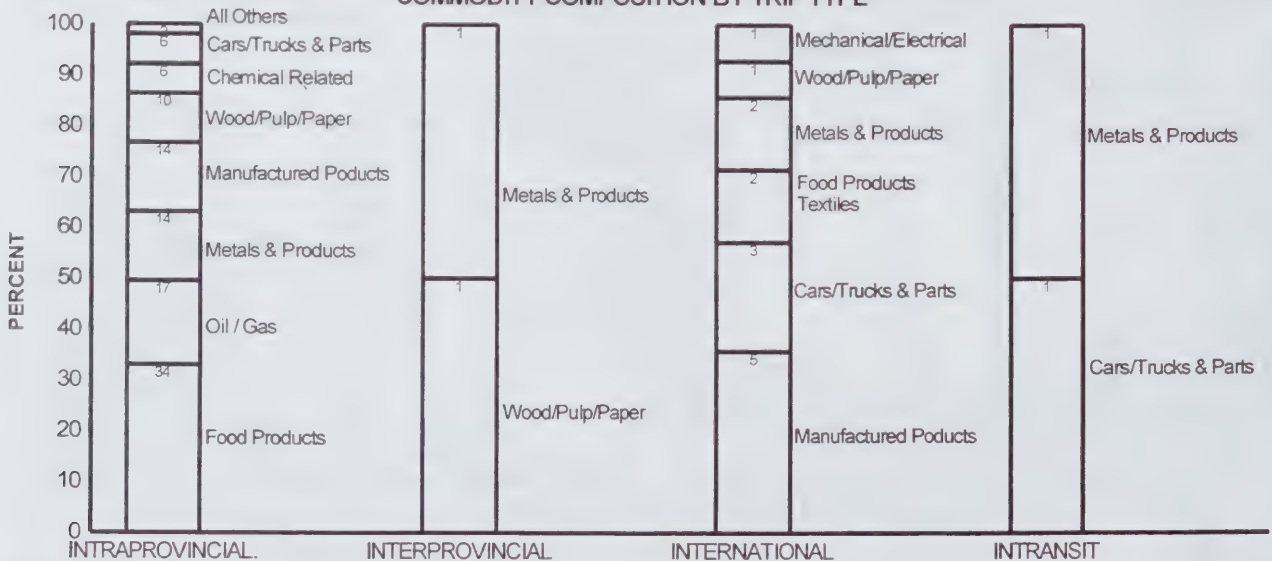 COMMODITY COMPOSITION BY TRIP TYPE
PERCENT
100
90
80
70
60
50
40
30
20
10
0
All Others
6
Cars/Trucks & Parts
6
Chemical Related
10
Wood/Pulp/Paper
14
Manufactured Poducts
14
Metals & Products
17
Oil / Gas
34
Food Products
INTRAPROVINCIAL.
1
Metals & Products
1
Wood/Pulp/Paper
INTERPROVINCIAL
1
Mechanical/Electrical
1
Wood/Pulp/Paper
2
Metals & Products
2
Food Products
Textiles
3
Cars/Trucks & Parts
5
Manufactured Poducts
INTERNATIONAL
1
Metals & Products
1
Cars/Trucks & Parts
INTRANSIT